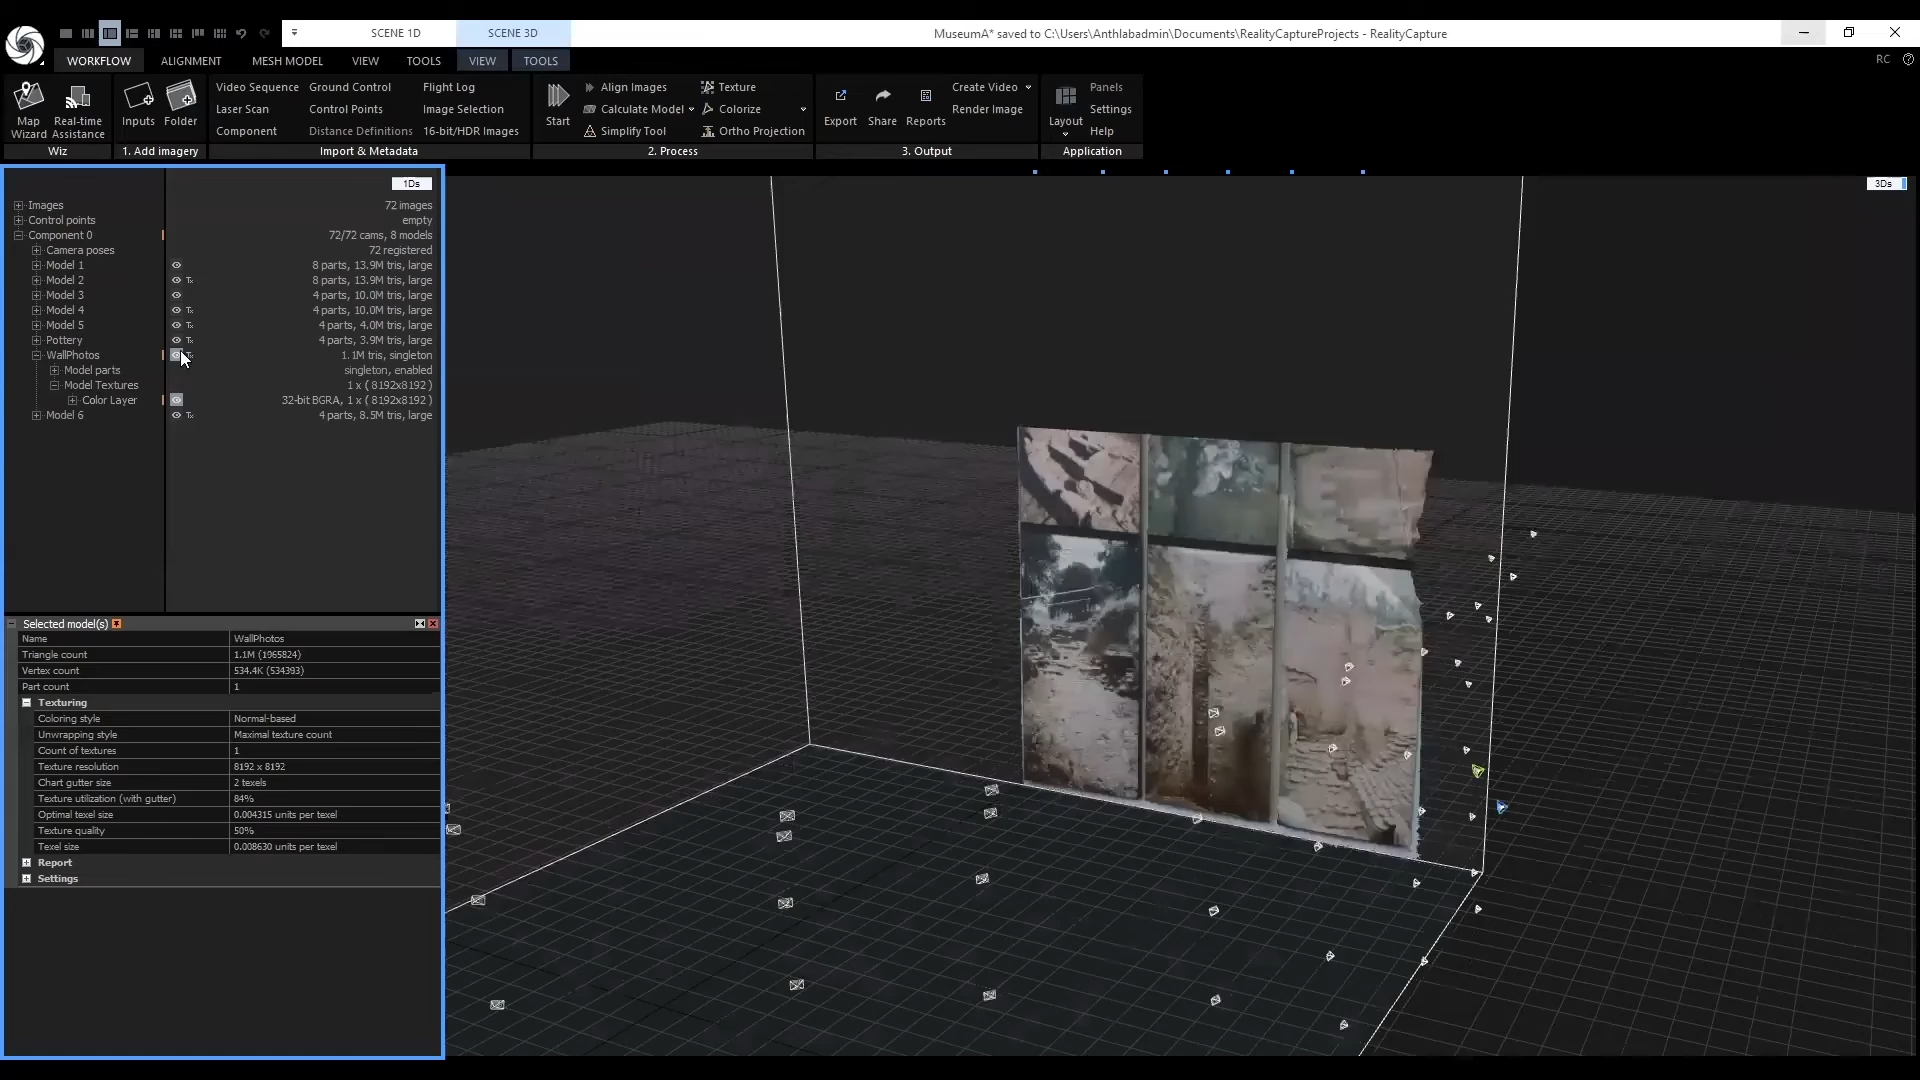 SCENE 1D
SCENE 3D
MuseumA* saved to C:\Users\Anthlabadmin\Documents\RealityCaptureProjects - RealityCapture
WORKFLOW
ALIGNMENT
MESH MODEL
VIEW
TOOLS
VIEW
TOOLS
RC
Map Wizard
Real-time Assistance
Wiz
Inputs
Folder
1. Add imagery
Video Sequence
Ground Control
Flight Log
Laser Scan
Control Points
Image Selection
Component
Distance Definitions
16-bit/HDR Images
Import & Metadata
Start
Align Images
Texture
Calculate Model
Colorize
Simplify Tool
Ortho Projection
2. Process
Export
Share
Reports
Create Video
Render Image
3. Output
Layout
Panels
Settings
Help
Application
1Ds
3Ds
Images 72 images
Control points empty
Component 0 72/72 cams, 8 models
Camera poses 72 registered
Model 1 8 parts, 13.9M tris, large
Model 2 Tx 8 parts, 13.9M tris, large
Model 3 4 parts, 10.0M tris, large
Model 4 Tx 4 parts, 10.0M tris, large
Model 5 Tx 4 parts, 4.0M tris, large
Pottery Tx 4 parts, 3.9M tris, large
WallPhotos 1.1M tris, singleton
Model parts singleton, enabled
Model Textures 1 x ( 8192x8192 )
Color Layer 32-bit BGRA, 1 x ( 8192x8192 )
Model 6 Tx 4 parts, 8.5M tris, large
Selected model(s)
Name WallPhotos
Triangle count 1.1M (1965824)
Vertex count 534.4K (534393)
Part count 1
Texturing
Coloring style Normal-based
Unwrapping style Maximal texture count
Count of textures 1
Texture resolution 8192 x 8192
Chart gutter size 2 texels
Texture utilization (with gutter) 84%
Optimal texel size 0.004315 units per texel
Texture quality 50%
Texel size 0.008630 units per texel
Report
Settings